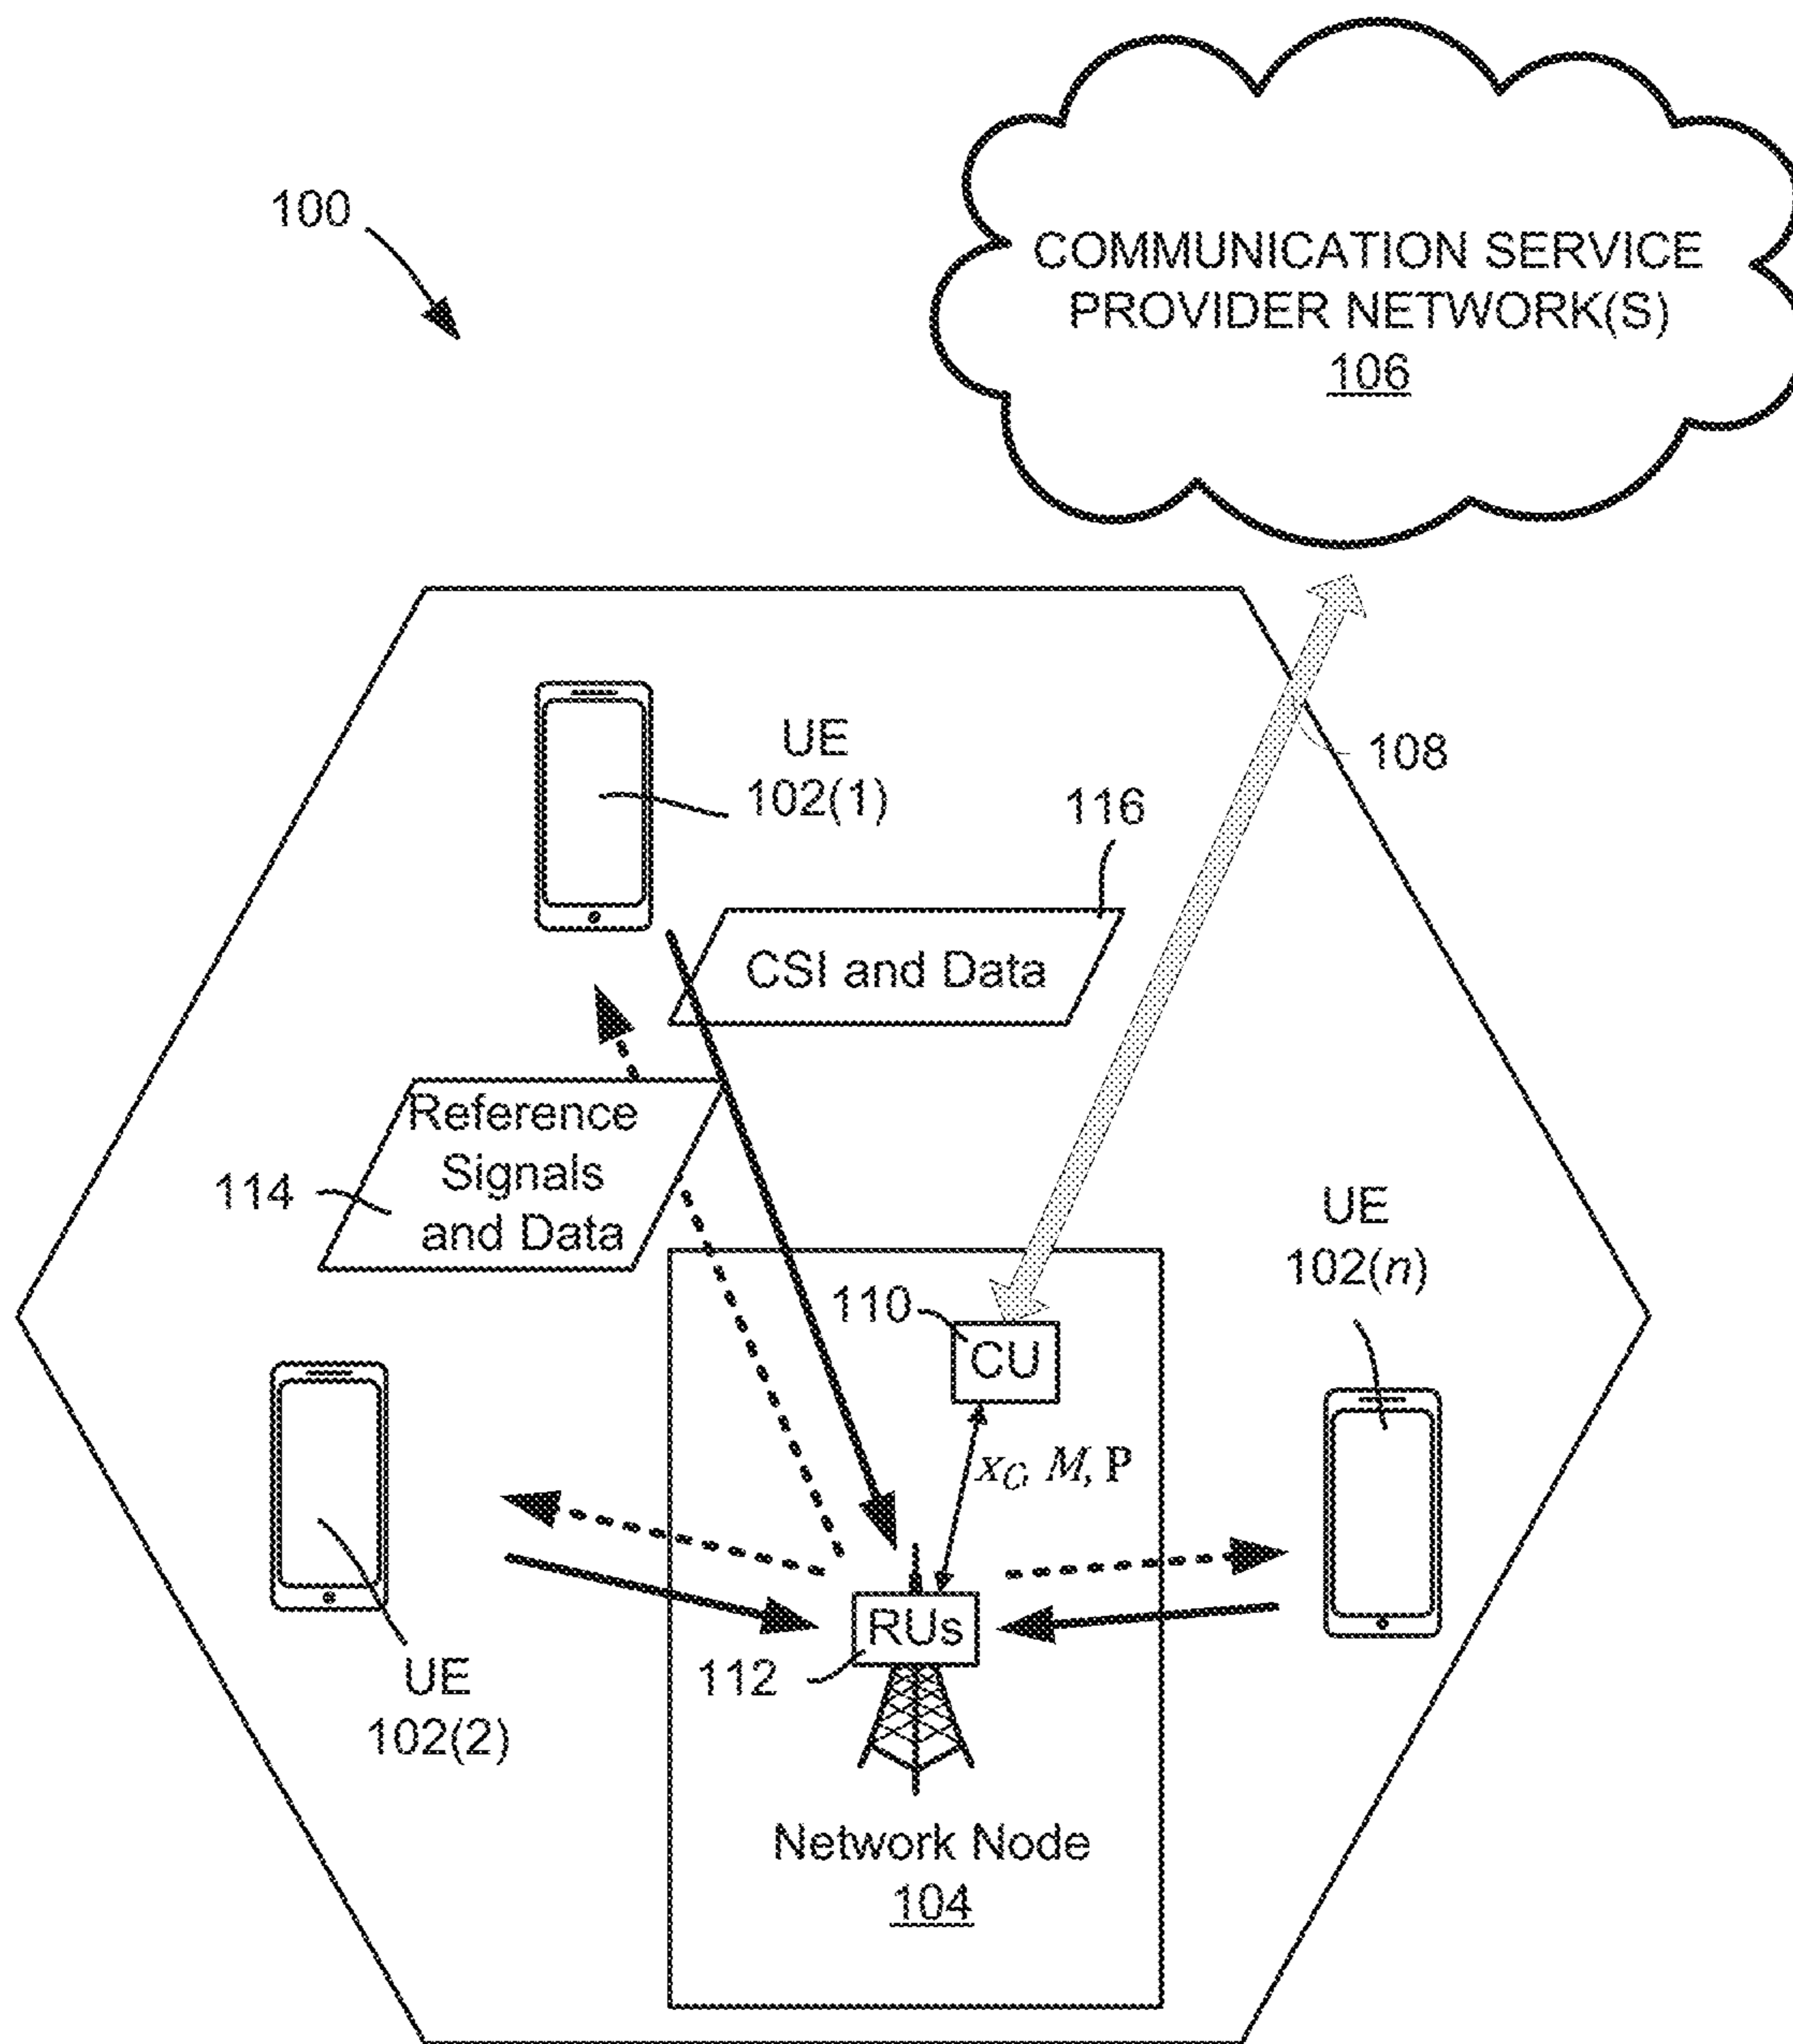 100
COMMUNICATION SERVICE
PROVIDER NETWORK(S)
106
UE
102(1)
108
116
CSI and Data
Reference
Signals
and Data
114
UE
102(n)
110
CU
x_C, M, P
RUs
112
UE
102(2)
Network Node
104